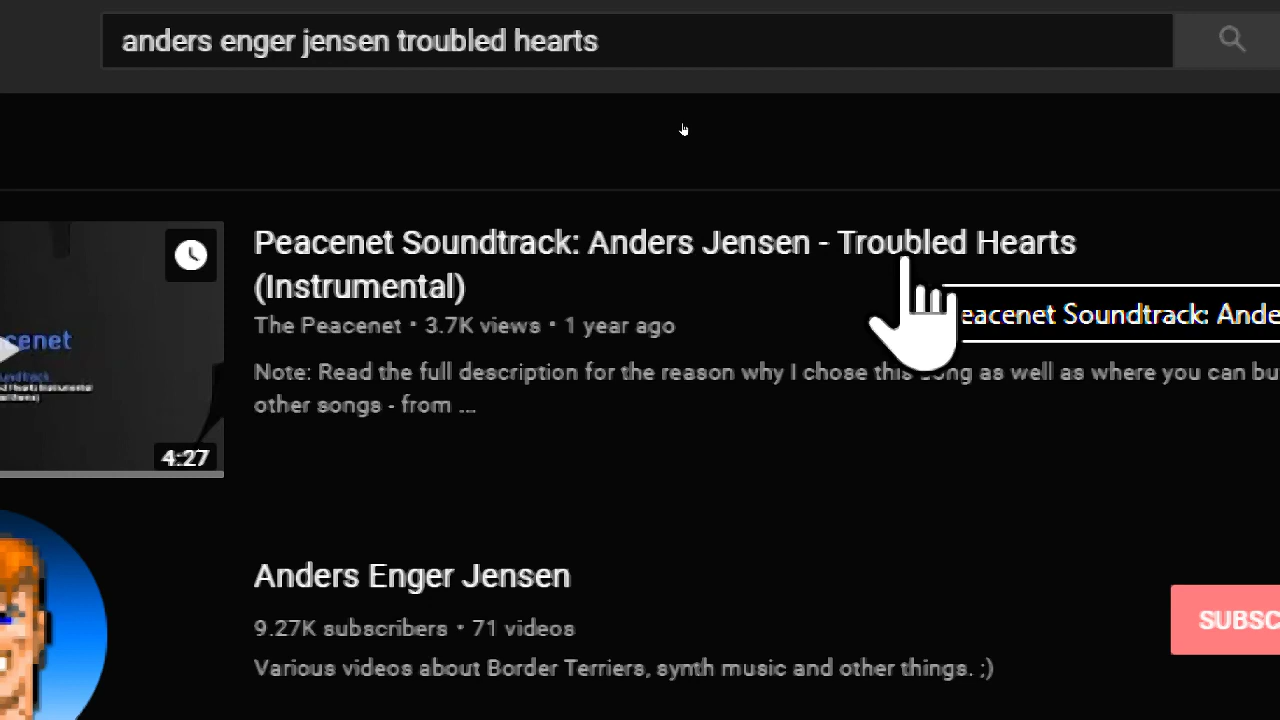 anders enger jensen troubled hearts
Peacenet Soundtrack: Anders Jensen - Troubled Hearts
(Instrumental)
eacenet Soundtrack: Ande
The Peacenet • 3.7K views • 1 year ago
cenet
Note: Read the full description for the reason why I chose this song as well as where you can bu
other songs - from ...
4:27
Anders Enger Jensen
SUBSC
9.27K subscribers • 71 videos
Various videos about Border Terriers, synth music and other things. ;)